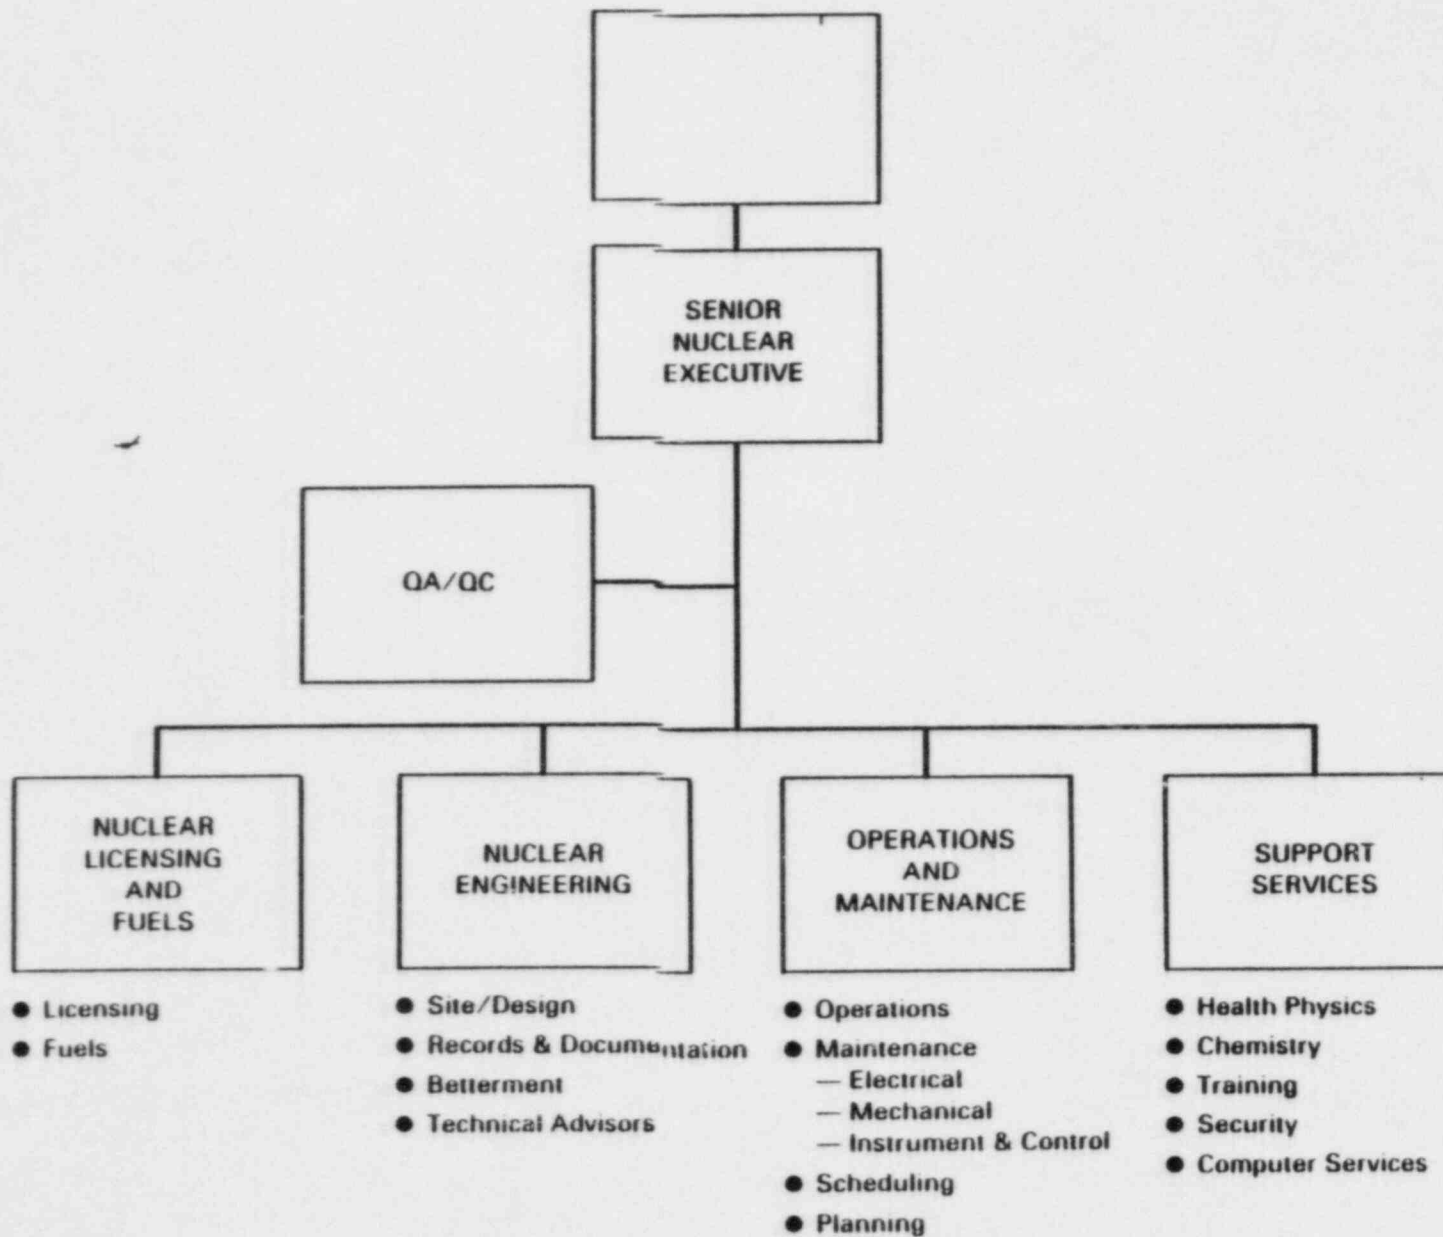 SENIOR
NUCLEAR
EXECUTIVE
QA/QC
NUCLEAR
LICENSING
AND
FUELS
● Licensing
● Fuels
NUCLEAR
ENGINEERING
● Site/Design
● Records & Documentation
● Betterment
● Technical Advisors
OPERATIONS
AND
MAINTENANCE
● Operations
● Maintenance
— Electrical
— Mechanical
— Instrument & Control
● Scheduling
● Planning
SUPPORT
SERVICES
● Health Physics
● Chemistry
● Training
● Security
● Computer Services